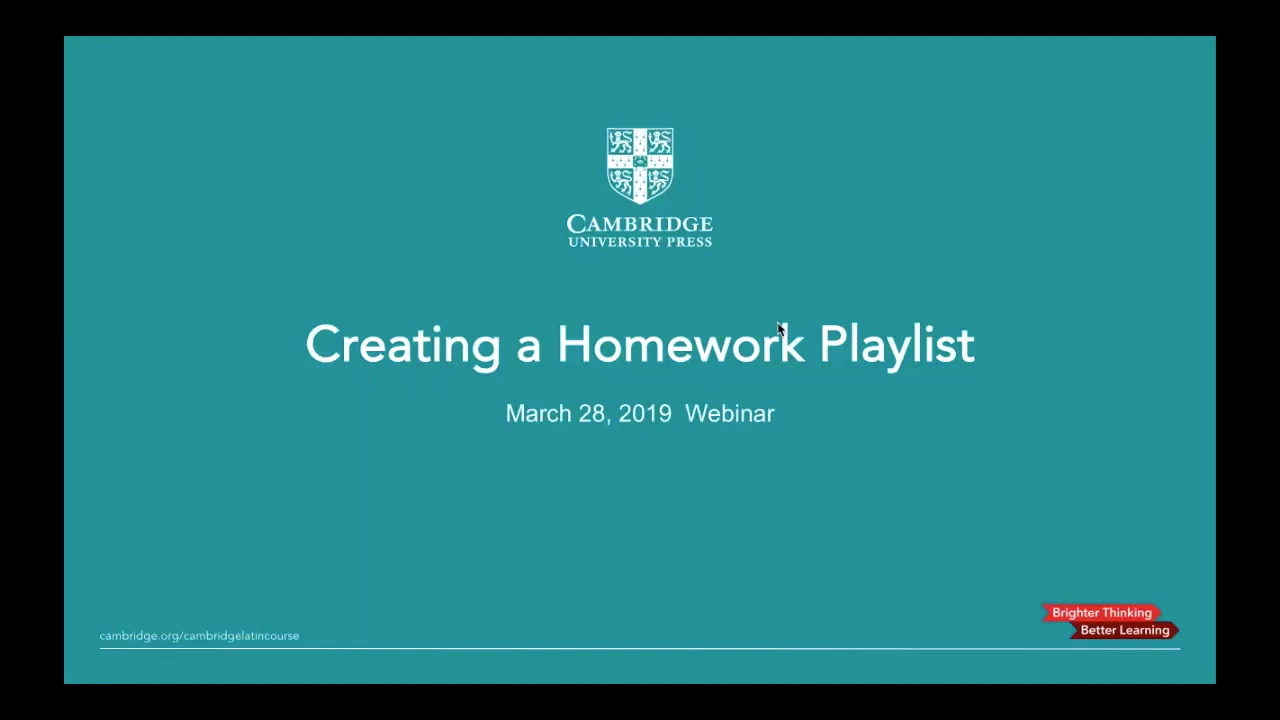 CAMBRIDGE
UNIVERSITY PRESS
Creating a Homework Playlist
March 28, 2019 Webinar
Brighter Thinking
Better Learning
cambridge.org/cambridgelatincourse